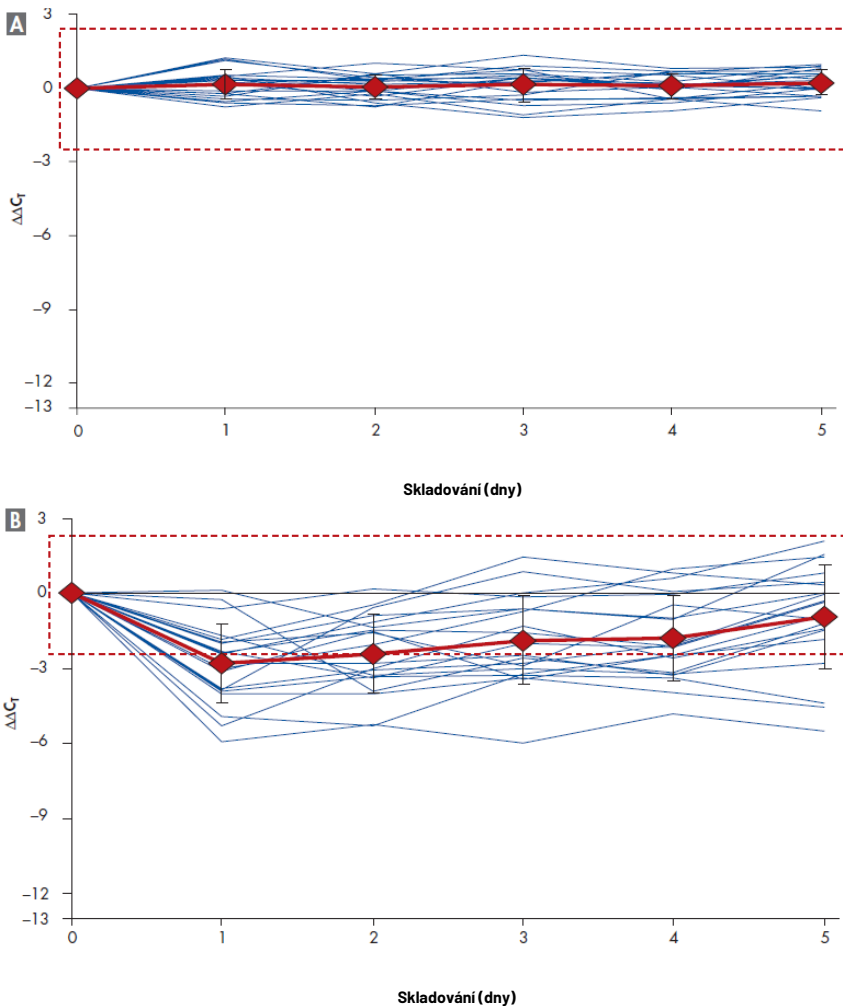 A
3
0
–3
–6
–9
–12
–13
ΔΔCT
0 1 2 3 4 5
Skladování (dny)
B
3
0
–3
–6
–9
–12
–13
ΔΔCT
0 1 2 3 4 5
Skladování (dny)